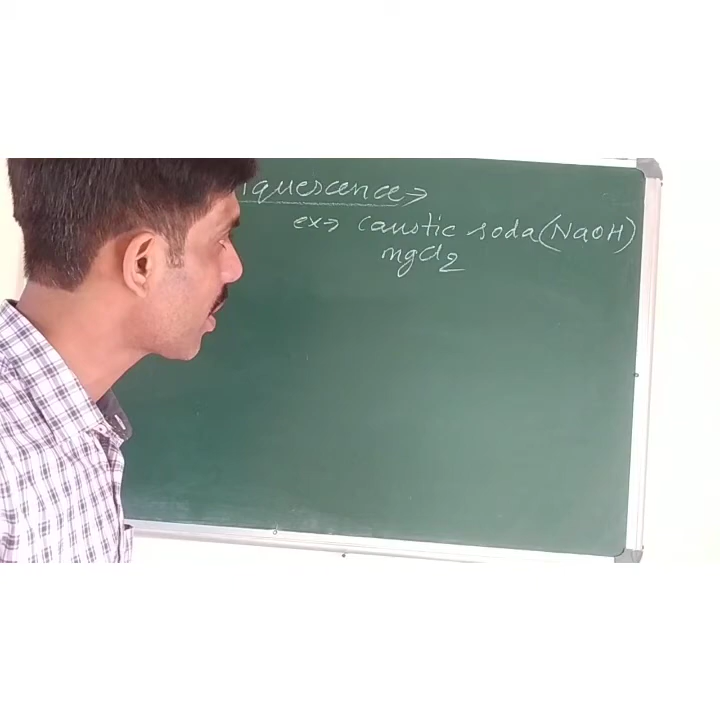 iquescence→
ex→ caustic soda(NaOH)
mgcl2